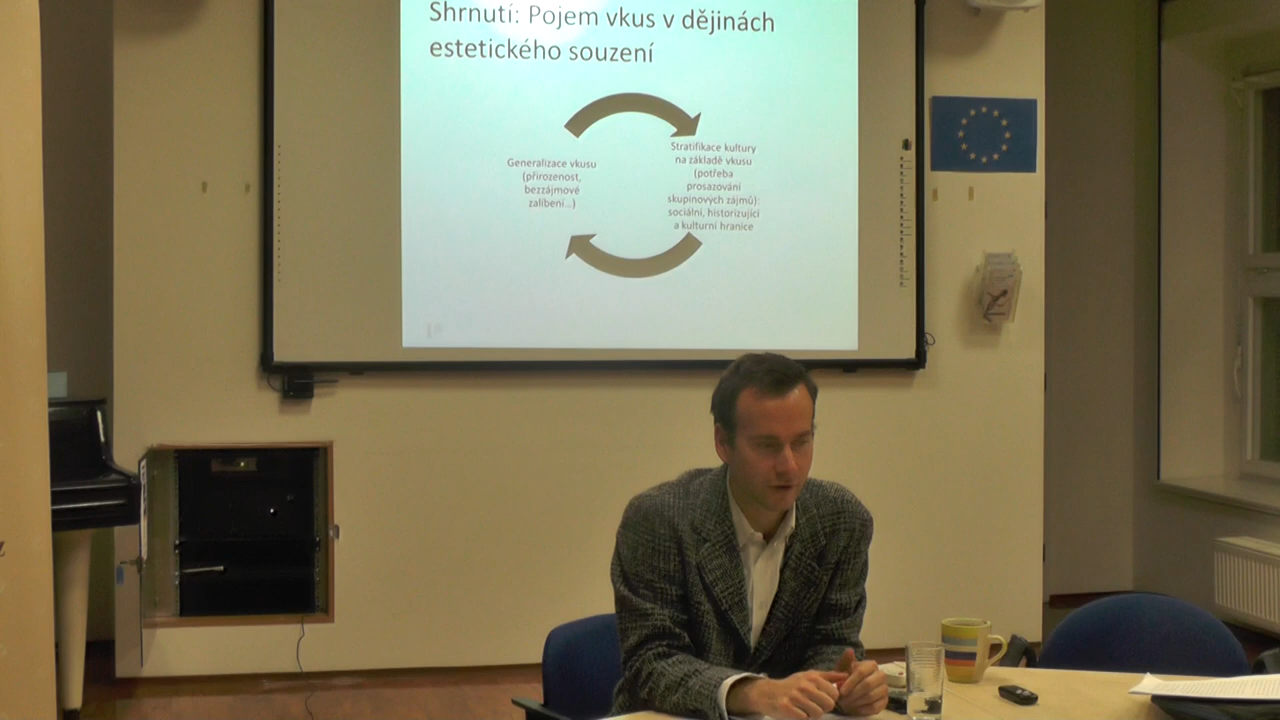 Shrnutí: Pojem vkus v dějinách
estetického souzení
Generalizace vkusu
(přirozenost,
bezzájmové
zalíbení...)
Stratifikace kultury
na základě vkusu
(potřeba
prosazování
skupinových zájmů):
sociální, historizující
a kulturní hranice